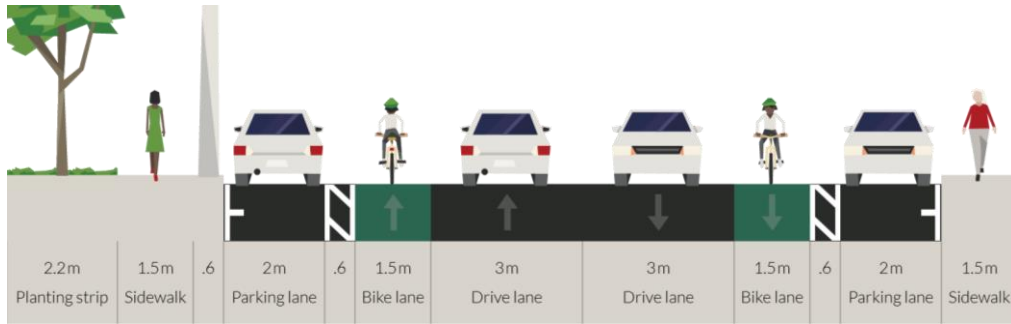 2.2m 1.5m .6 2m .6 1.5m 3m 3m 1.5m .6 2m 1.5m
Planting strip Sidewalk Parking lane Bike lane Drive lane Drive lane Bike lane Parking lane Sidewalk